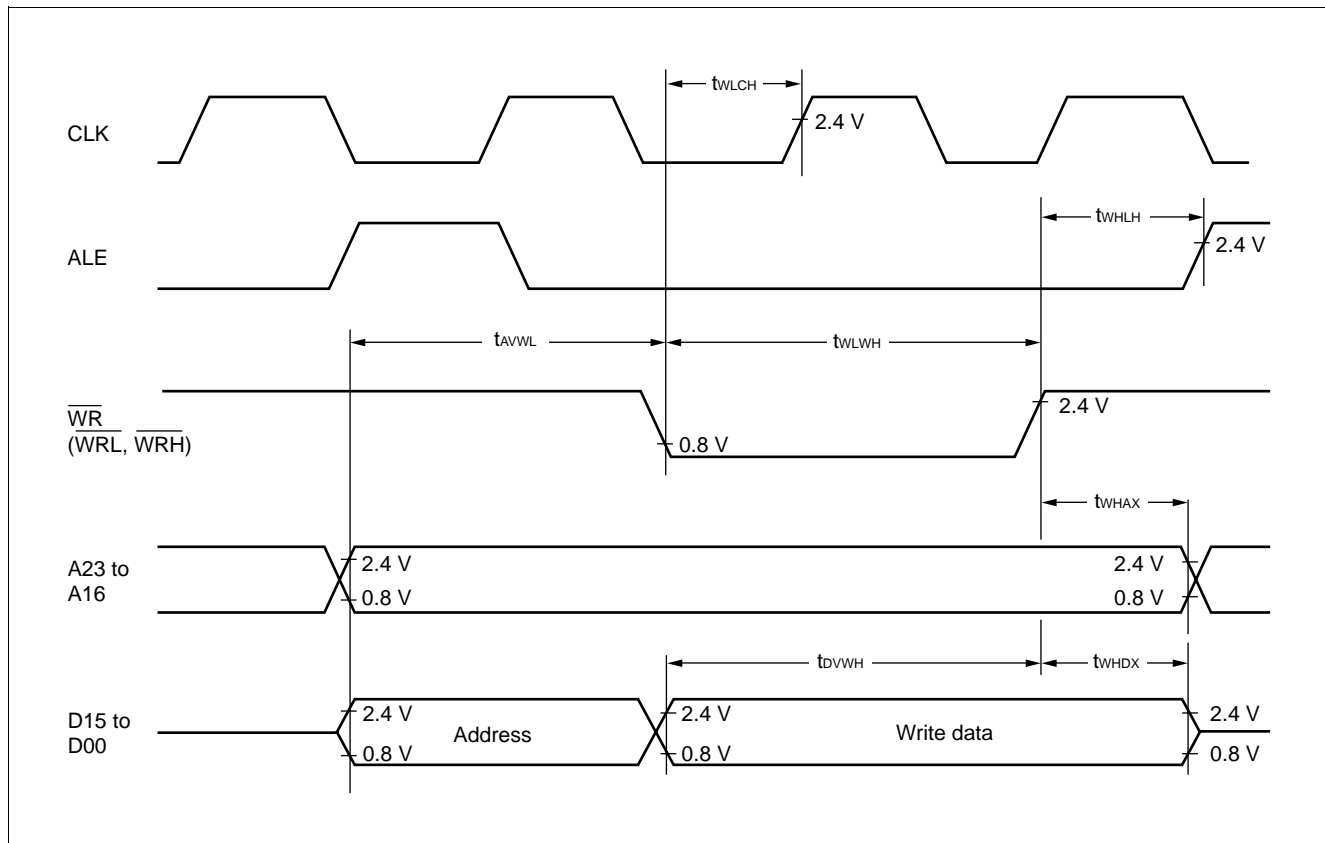 tWLCH
CLK
2.4 V
tWHLH
ALE
2.4 V
tAVWL
tWLWH
WR
(WRL, WRH)
2.4 V
0.8 V
tWHAX
A23 to
A16
2.4 V
0.8 V
2.4 V
0.8 V
tDVWH
tWHDX
D15 to
D00
2.4 V
0.8 V
Address
2.4 V
0.8 V
Write data
2.4 V
0.8 V